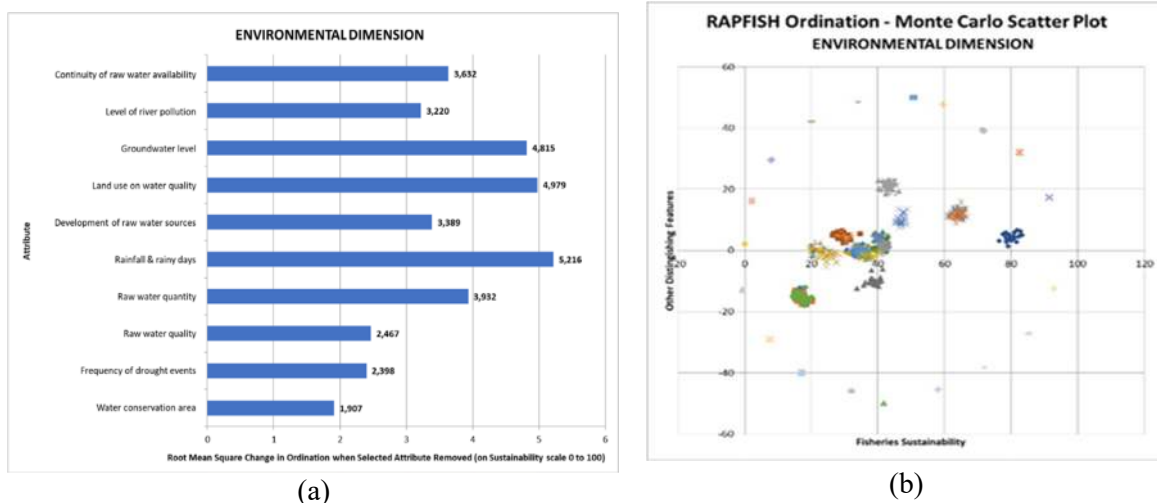 ENVIRONMENTAL DIMENSION
Continuity of raw water availability 3,632
Level of river pollution 3,220
Groundwater level 4,815
Land use on water quality 4,979
Development of raw water sources 3,389
Rainfall & rainy days 5,216
Raw water quantity 3,932
Raw water quality 2,467
Frequency of drought events 2,398
Water conservation area 1,907
Attribute
0 1 2 3 4 5 6
Root Mean Square Change in Ordination when Selected Attribute Removed (on Sustainability scale 0 to 100)
(a)
RAPFISH Ordination - Monte Carlo Scatter Plot
ENVIRONMENTAL DIMENSION
60
40
20
0
-20
-40
-60
20 0 20 40 60 80 100 120
Other Distinguishing Features
Fisheries Sustainability
(b)